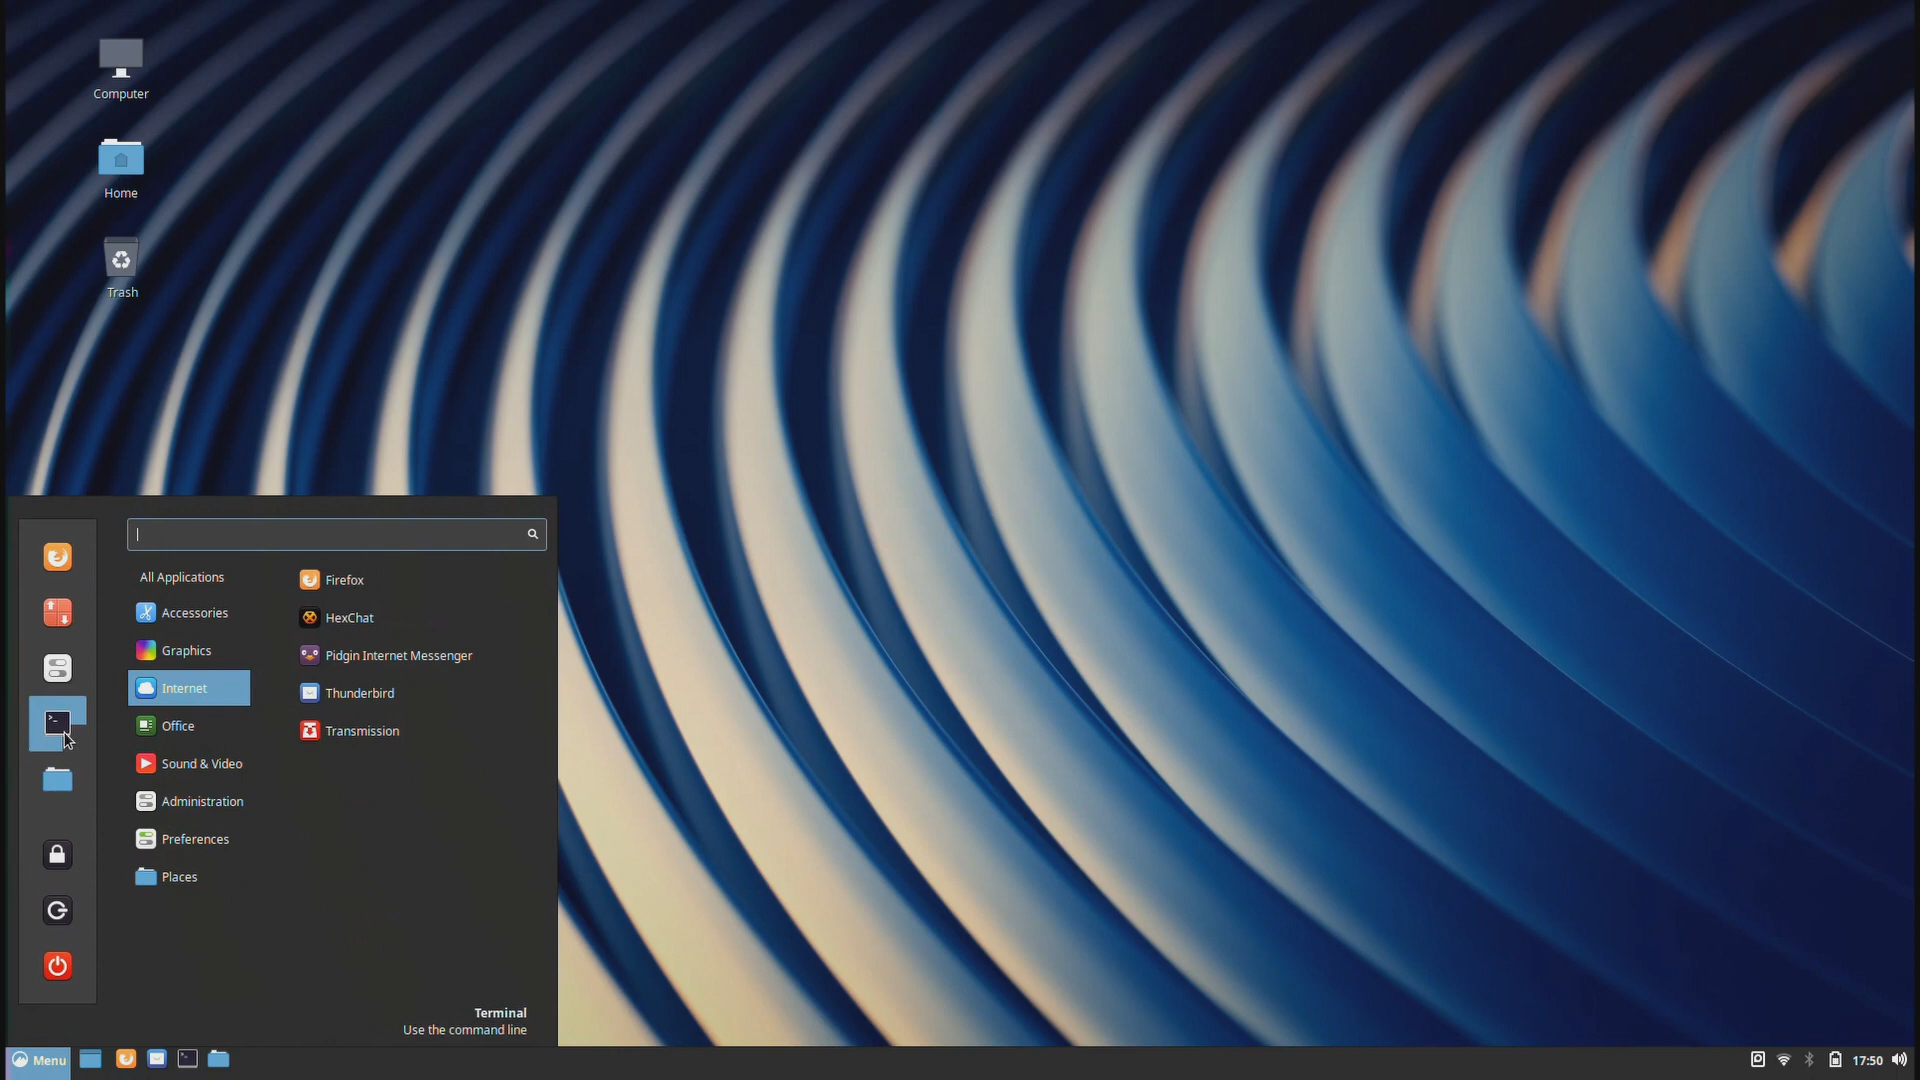 Computer
Home
Trash
All Applications
Accessories
Graphics
Internet
Office
Sound & Video
Administration
Preferences
Places
Firefox
HexChat
Pidgin Internet Messenger
Thunderbird
Transmission
Terminal
Use the command line
Menu
17:50